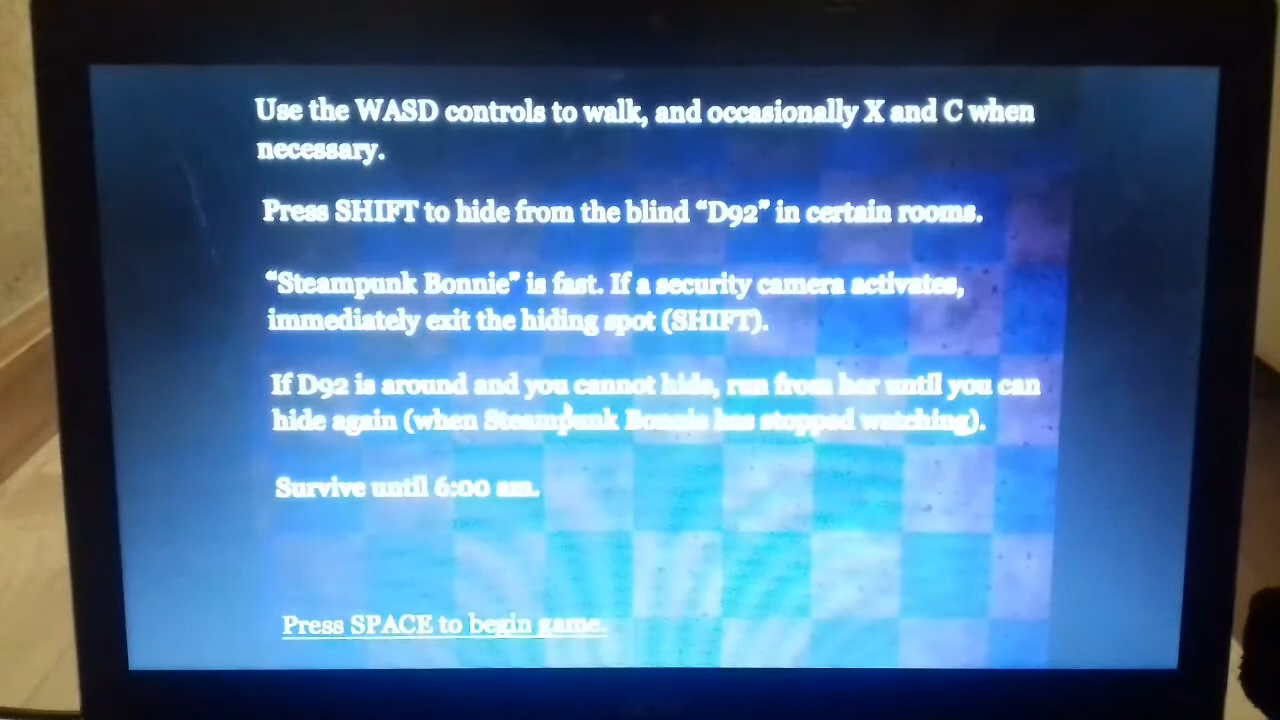 Use the WASD controls to walk, and occasionally X and C when
necessary.
Press SHIFT to hide from the blind “D92” in certain rooms.
“Steampunk Bonnie” is fast. If a security camera activates,
immediately exit the hiding spot (SHIFT).
If D92 is around and you cannot hide, run from her until you can
hide again (when Steampunk Bonnie has stopped watching).
Survive until 6:00 am.
Press SPACE to begin game.